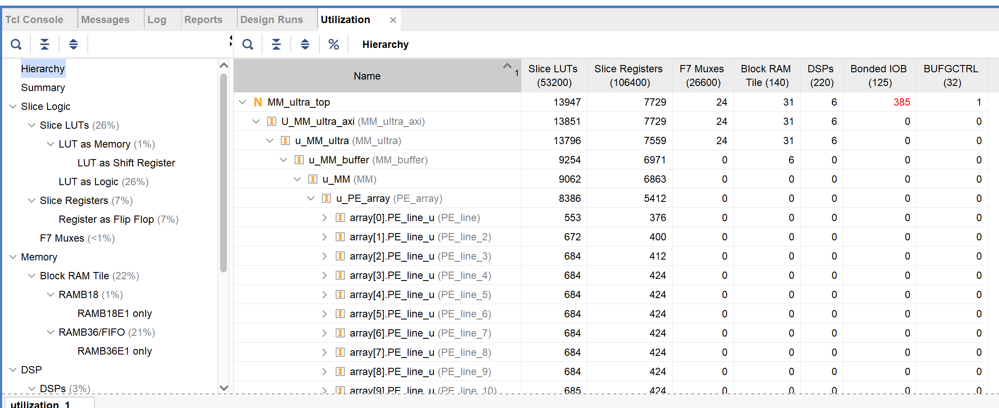 Tcl Console Messages Log Reports Design Runs Utilization
Hierarchy
Hierarchy
Summary
Slice Logic
Slice LUTs (26%)
LUT as Memory (1%)
LUT as Shift Register
LUT as Logic (26%)
Slice Registers (7%)
Register as Flip Flop (7%)
F7 Muxes (<1%)
Memory
Block RAM Tile (22%)
RAMB18 (1%)
RAMB18E1 only
RAMB36/FIFO (21%)
RAMB36E1 only
DSP
DSPs (3%)
Name 1 Slice LUTs (53200) Slice Registers (106400) F7 Muxes (26600) Block RAM Tile (140) DSPs (220) Bonded IOB (125) BUFGCTRL (32)
N MM_ultra_top 13947 7729 24 31 6 385 1
I U_MM_ultra_axi (MM_ultra_axi) 13851 7729 24 31 6 0 0
I u_MM_ultra (MM_ultra) 13796 7559 24 31 6 0 0
I u_MM_buffer (MM_buffer) 9254 6971 0 6 0 0 0
I u_MM (MM) 9062 6863 0 0 0 0 0
I u_PE_array (PE_array) 8386 5412 0 0 0 0 0
I array[0].PE_line_u (PE_line) 553 376 0 0 0 0 0
I array[1].PE_line_u (PE_line_2) 672 400 0 0 0 0 0
I array[2].PE_line_u (PE_line_3) 684 412 0 0 0 0 0
I array[3].PE_line_u (PE_line_4) 684 424 0 0 0 0 0
I array[4].PE_line_u (PE_line_5) 684 424 0 0 0 0 0
I array[5].PE_line_u (PE_line_6) 684 424 0 0 0 0 0
I array[6].PE_line_u (PE_line_7) 684 424 0 0 0 0 0
I array[7].PE_line_u (PE_line_8) 684 424 0 0 0 0 0
I array[8].PE_line_u (PE_line_9) 684 424 0 0 0 0 0
I array[9].PE_line_u (PE_line_10) 685 424 0 0 0 0 0
utilization_1